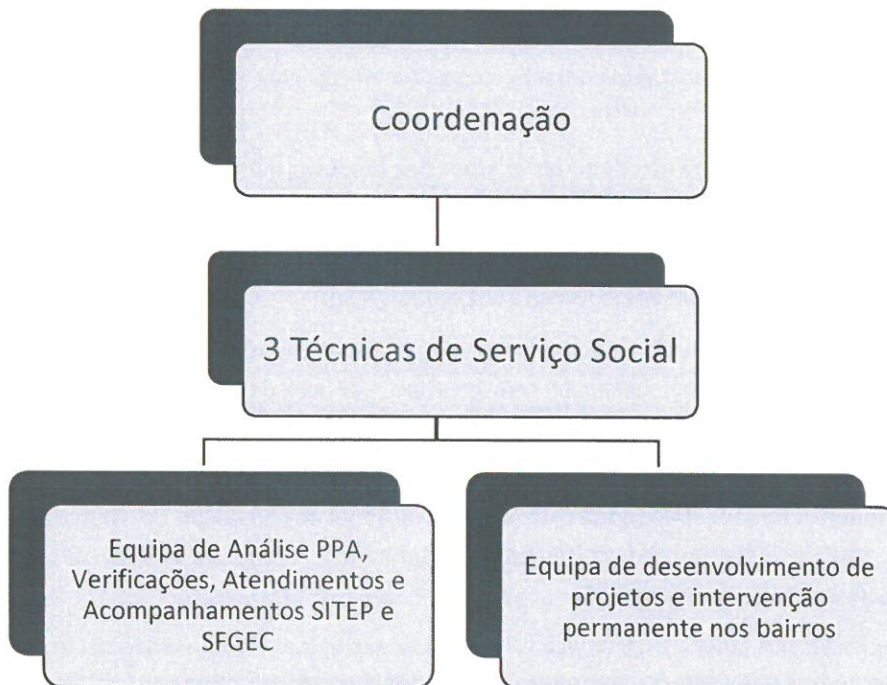 Coordenação
3 Técnicas de Serviço Social
Equipa de Análise PPA,
Verificações, Atendimentos e
Acompanhamentos SITEP e
SFGEC
Equipa de desenvolvimento de
projetos e intervenção
permanente nos bairros